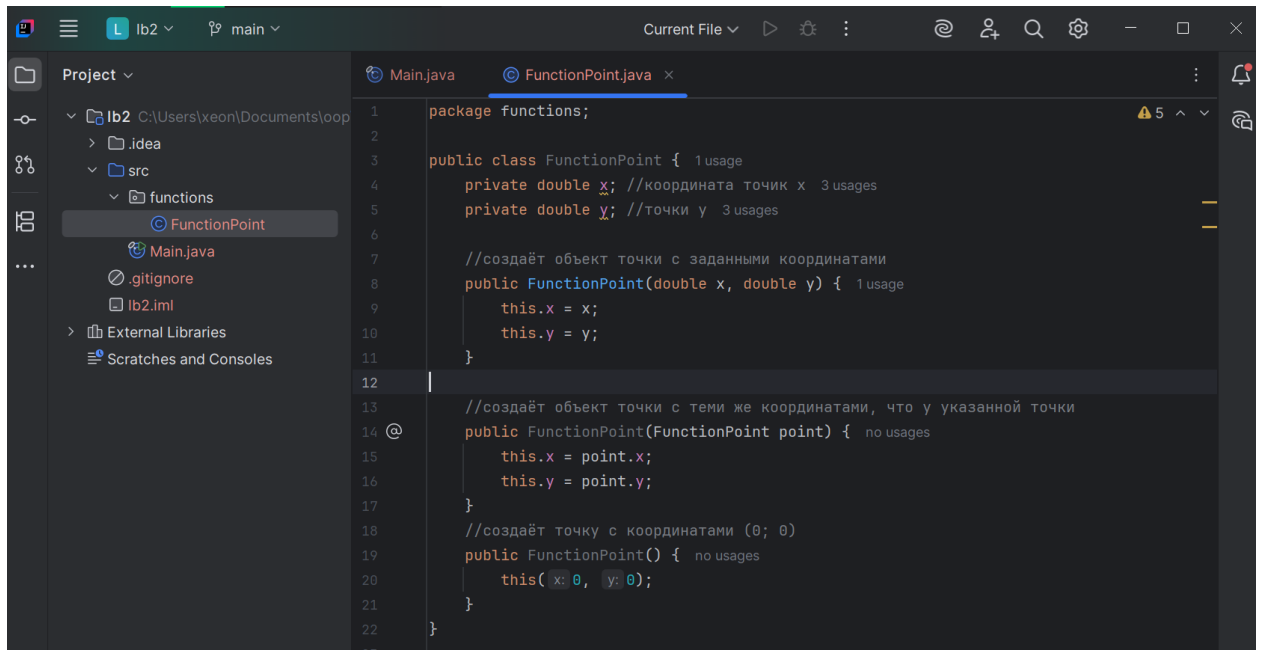 L lb2 main Current File
Project
Main.java FunctionPoint.java
lb2 C:\Users\xeon\Documents\oop
.idea
src
functions
FunctionPoint
Main.java
.gitignore
lb2.iml
External Libraries
Scratches and Consoles
5
1 package functions;
2
3 public class FunctionPoint { 1 usage
4 private double x; //координата точик x 3 usages
5 private double y; //точки y 3 usages
6
7 //создаёт объект точки с заданными координатами
8 public FunctionPoint(double x, double y) { 1 usage
9 this.x = x;
10 this.y = y;
11 }
12
13 //создаёт объект точки с теми же координатами, что у указанной точки
14 @ public FunctionPoint(FunctionPoint point) { no usages
15 this.x = point.x;
16 this.y = point.y;
17 }
18 //создаёт точку с координатами (0; 0)
19 public FunctionPoint() { no usages
20 this( x: 0, y: 0);
21 }
22 }